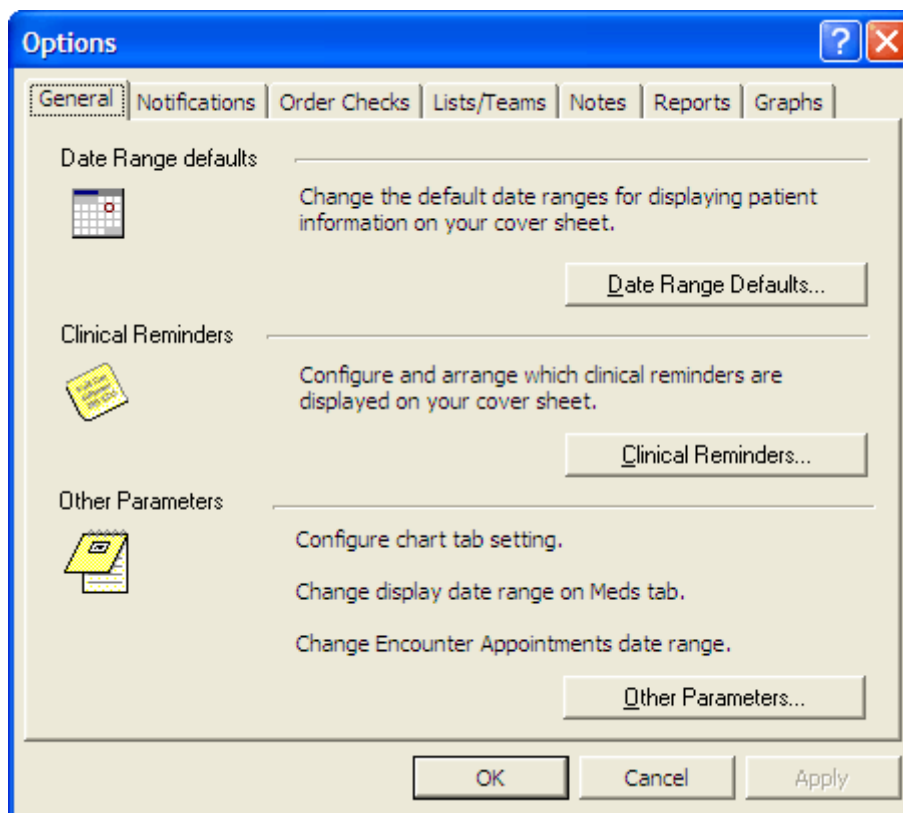 Options
General Notifications Order Checks Lists/Teams Notes Reports Graphs
Date Range defaults
Change the default date ranges for displaying patient
information on your cover sheet.
Date Range Defaults...
Clinical Reminders
Configure and arrange which clinical reminders are
displayed on your cover sheet.
Clinical Reminders...
Other Parameters
Configure chart tab setting.
Change display date range on Meds tab.
Change Encounter Appointments date range.
Other Parameters...
OK Cancel Apply